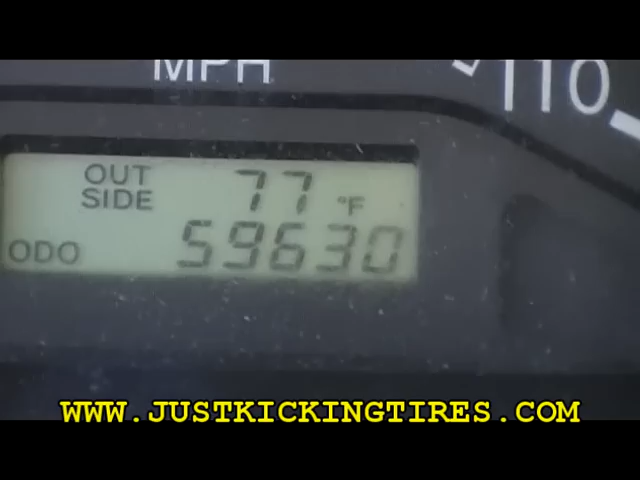 MPH
110
OUT SIDE 77 °F
ODO 59630
WWW.JUSTKICKINGTIRES.COM